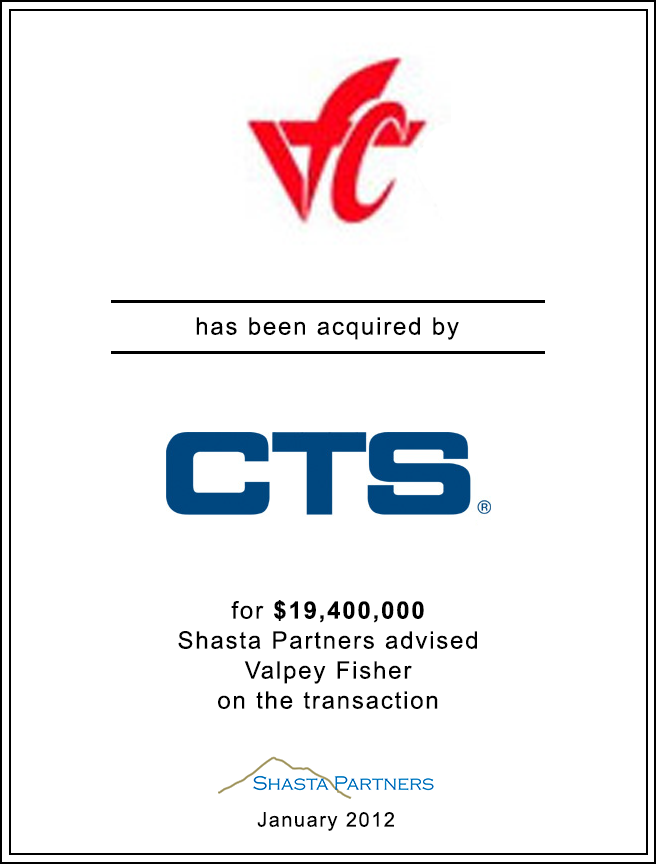 VFC
has been acquired by
CTS®
for $19,400,000
Shasta Partners advised
Valpey Fisher
on the transaction
SHASTA PARTNERS
January 2012